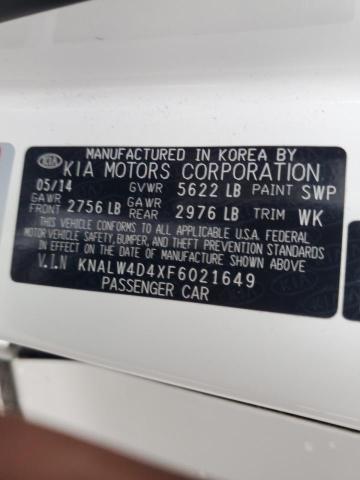 MANUFACTURED IN KOREA BY
KIA KIA MOTORS CORPORATION
05/14 GVWR 5622 LB PAINT SWP
GAWR FRONT 2756 LB GAWR REAR 2976 LB TRIM WK
THIS VEHICLE CONFORMS TO ALL APPLICABLE U.S.A. FEDERAL
MOTOR VEHICLE SAFETY, BUMPER, AND THEFT PREVENTION
STANDARDS IN EFFECT ON THE DATE OF MANUFACTURE SHOWN ABOVE
V.I.N KNALW4D4XF6021649
PASSENGER CAR